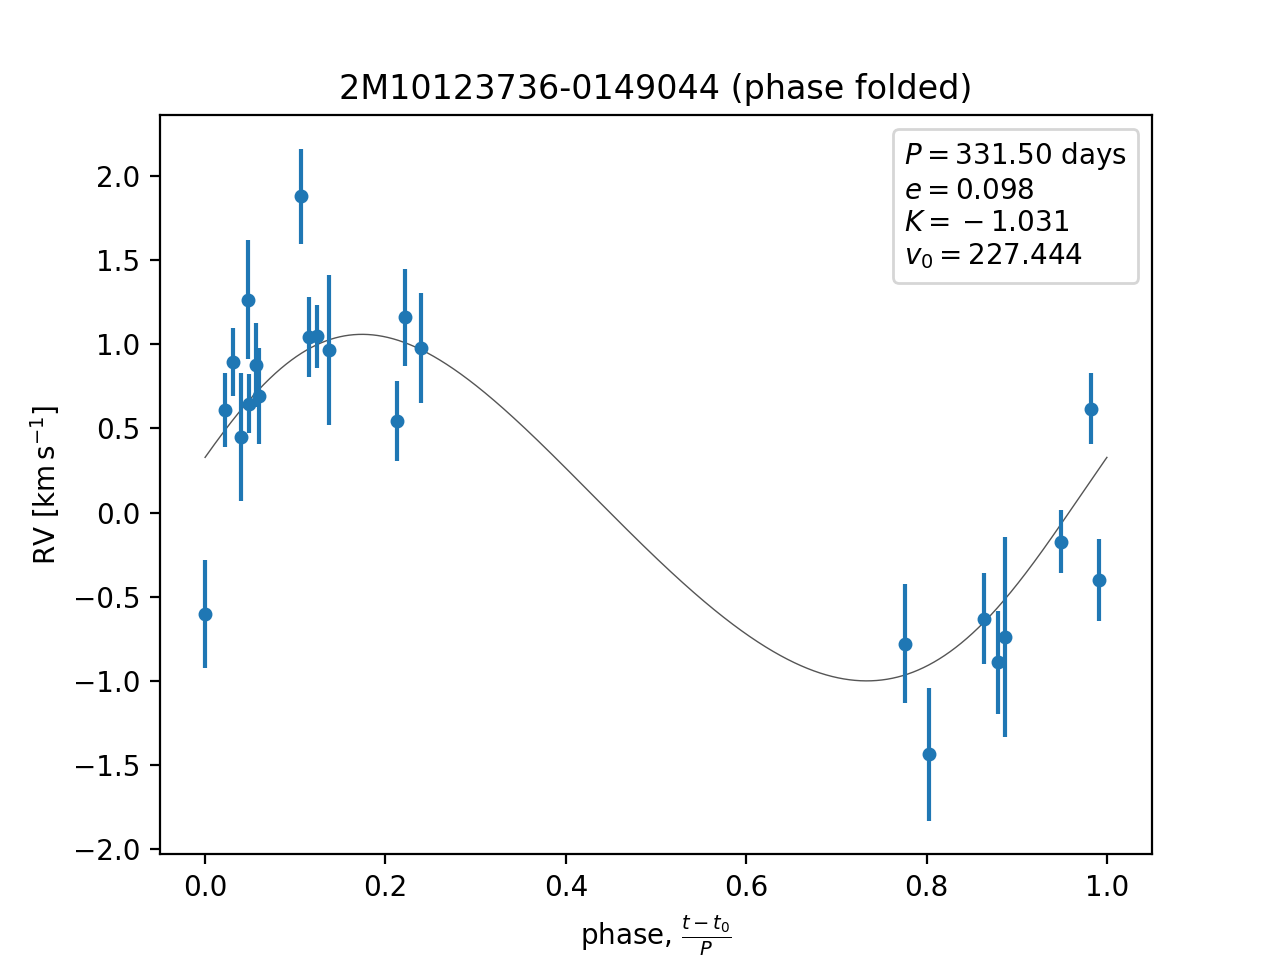 2M10123736-0149044 (phase folded)
P = 331.50 days
e = 0.098
K = −1.031
v₀ = 227.444
RV [km s⁻¹]
2.0
1.5
1.0
0.5
0.0
−0.5
−1.0
−1.5
−2.0
0.0 0.2 0.4 0.6 0.8 1.0
phase, (t − t₀)/P